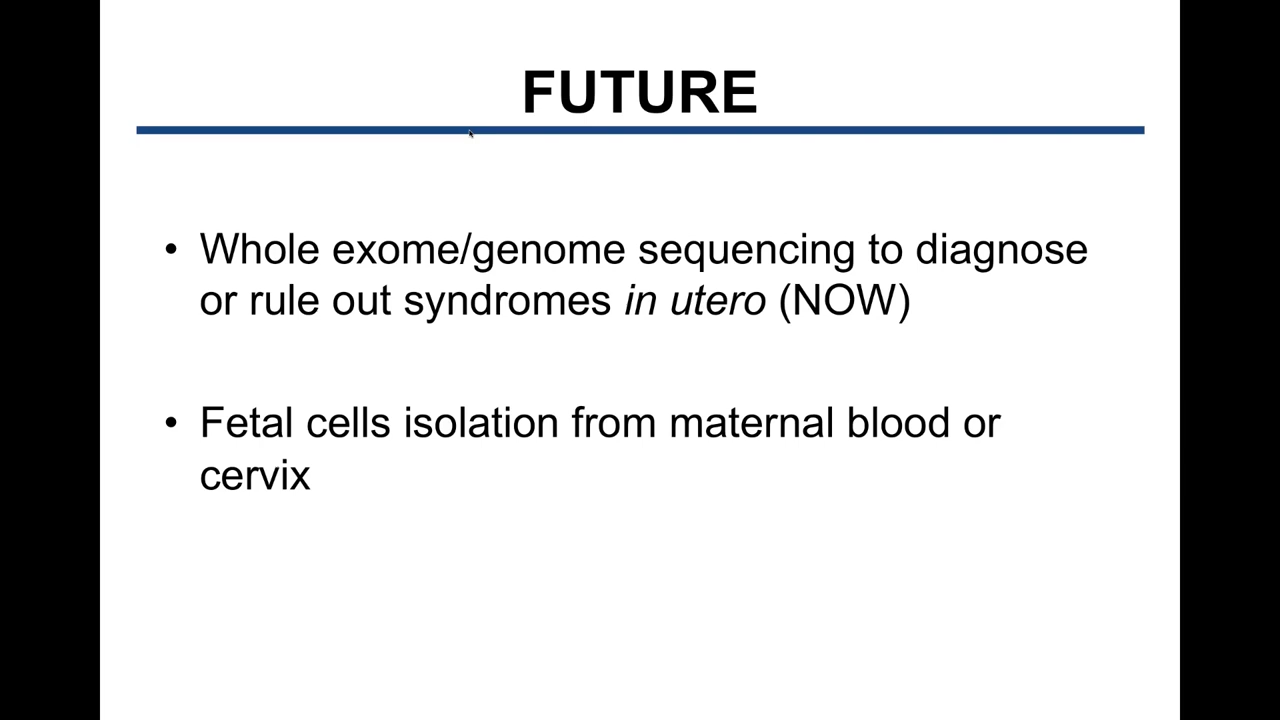 FUTURE
• Whole exome/genome sequencing to diagnose
or rule out syndromes in utero (NOW)
• Fetal cells isolation from maternal blood or
cervix